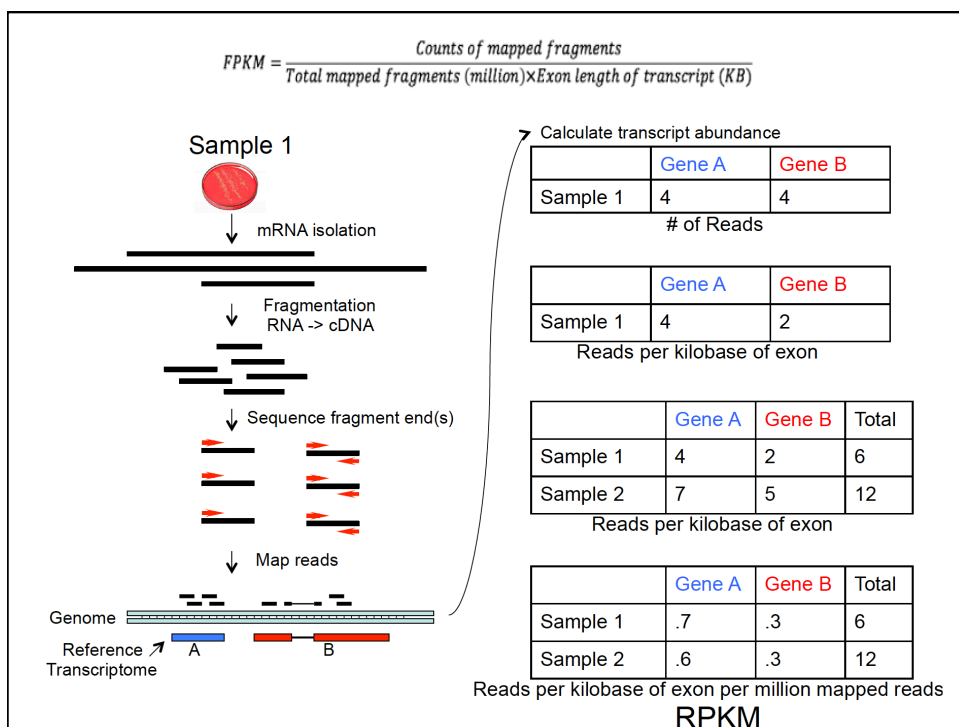 FPKM = Counts of mapped fragments / Total mapped fragments (million)×Exon length of transcript (KB)
Sample 1
mRNA isolation
Fragmentation
RNA -> cDNA
Sequence fragment end(s)
Map reads
Genome
Reference
Transcriptome
A
B
Calculate transcript abundance
Gene A Gene B
Sample 1 4 4
# of Reads
Gene A Gene B
Sample 1 4 2
Reads per kilobase of exon
Gene A Gene B Total
Sample 1 4 2 6
Sample 2 7 5 12
Reads per kilobase of exon
Gene A Gene B Total
Sample 1 .7 .3 6
Sample 2 .6 .3 12
Reads per kilobase of exon per million mapped reads
RPKM